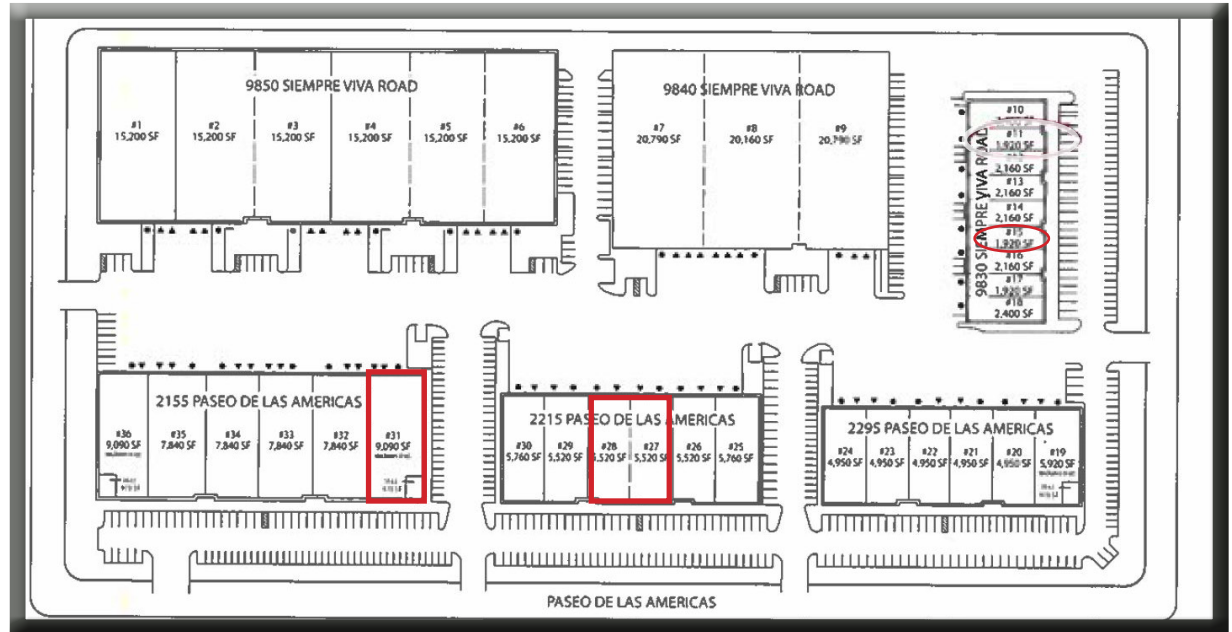 9850 SIEMPRE VIVA ROAD
#1
15,200 SF
#2
15,200 SF
#3
15,200 SF
#4
15,200 SF
#5
15,200 SF
#6
15,200 SF
9840 SIEMPRE VIVA ROAD
#7
20,790 SF
#8
20,160 SF
#9
20,790 SF
9830 SIEMPRE VIVA ROAD
#10
#11
1,920 SF
2,160 SF
#13
2,160 SF
#14
2,160 SF
#15
1,920 SF
#16
2,160 SF
#17
1,920 SF
#18
2,400 SF
2155 PASEO DE LAS AMERICAS
#36
9,090 SF
#35
7,840 SF
#34
7,840 SF
#33
7,840 SF
#32
7,840 SF
#31
9,090 SF
2215 PASEO DE LAS AMERICAS
#30
5,760 SF
#29
5,520 SF
#28
5,520 SF
#27
5,520 SF
#26
5,520 SF
#25
5,760 SF
2295 PASEO DE LAS AMERICAS
#24
4,950 SF
#23
4,950 SF
#22
4,950 SF
#21
4,950 SF
#20
4,950 SF
#19
5,920 SF
PASEO DE LAS AMERICAS